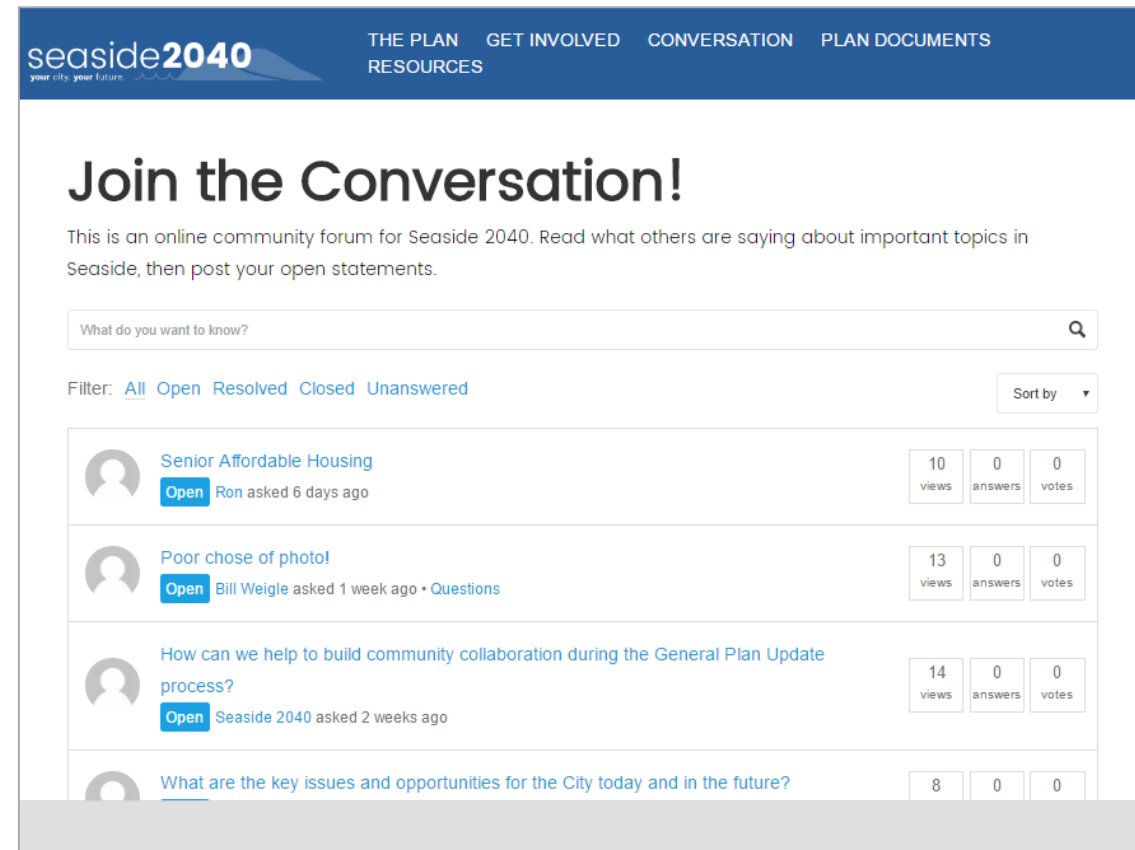 seaside2040
your city. your future.
THE PLAN GET INVOLVED CONVERSATION PLAN DOCUMENTS
RESOURCES
Join the Conversation!
This is an online community forum for Seaside 2040. Read what others are saying about important topics in
Seaside, then post your open statements.
What do you want to know?
Filter: All Open Resolved Closed Unanswered
Sort by
Senior Affordable Housing
Open Ron asked 6 days ago
10 0 0
views answers votes
Poor chose of photo!
Open Bill Weigle asked 1 week ago • Questions
13 0 0
views answers votes
How can we help to build community collaboration during the General Plan Update
process?
Open Seaside 2040 asked 2 weeks ago
14 0 0
views answers votes
What are the key issues and opportunities for the City today and in the future?
8 0 0